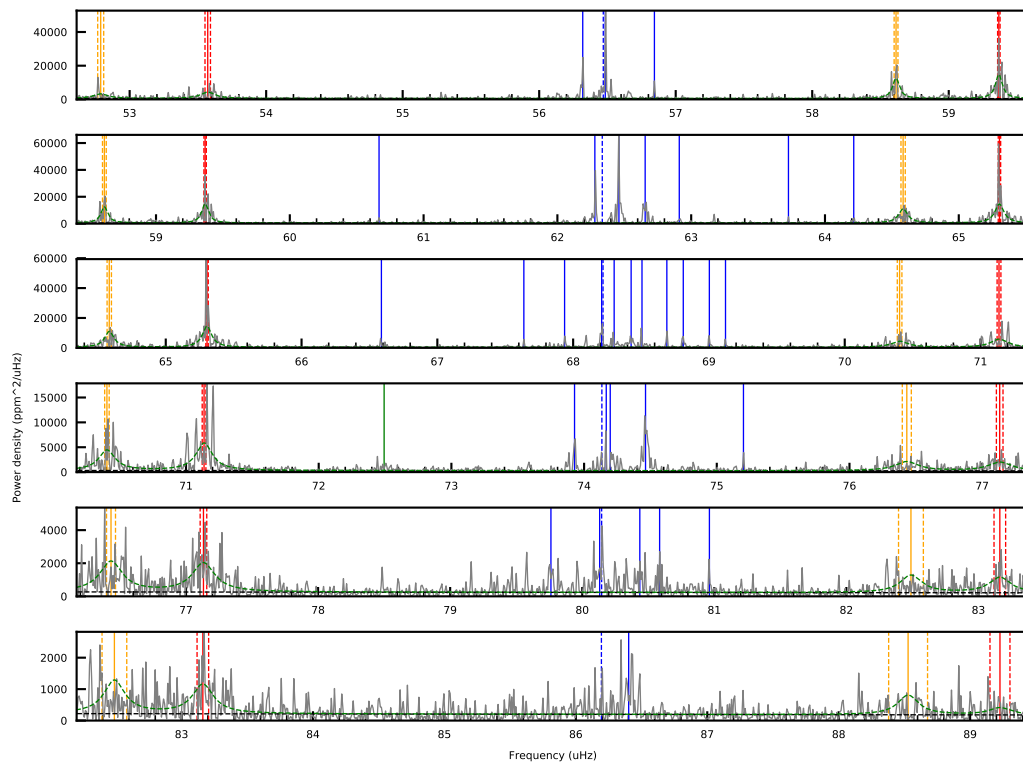 40000
20000
0
53 54 55 56 57 58 59
60000
40000
20000
0
59 60 61 62 63 64 65
60000
40000
20000
0
65 66 67 68 69 70 71
Power density (ppm^2/uHz)
15000
10000
5000
0
71 72 73 74 75 76 77
4000
2000
0
77 78 79 80 81 82 83
2000
1000
0
83 84 85 86 87 88 89
Frequency (uHz)